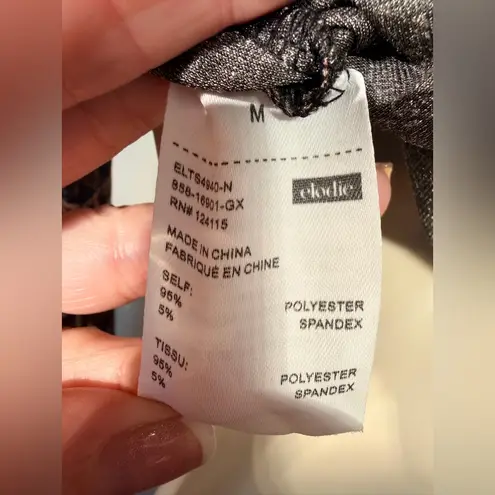 M
elodie
ELTS4940-N
858-16901-GX
RN# 124115
MADE IN CHINA
FABRIQUÉ EN CHINE
SELF:
95% POLYESTER
5% SPANDEX
TISSU:
95% POLYESTER
5% SPANDEX